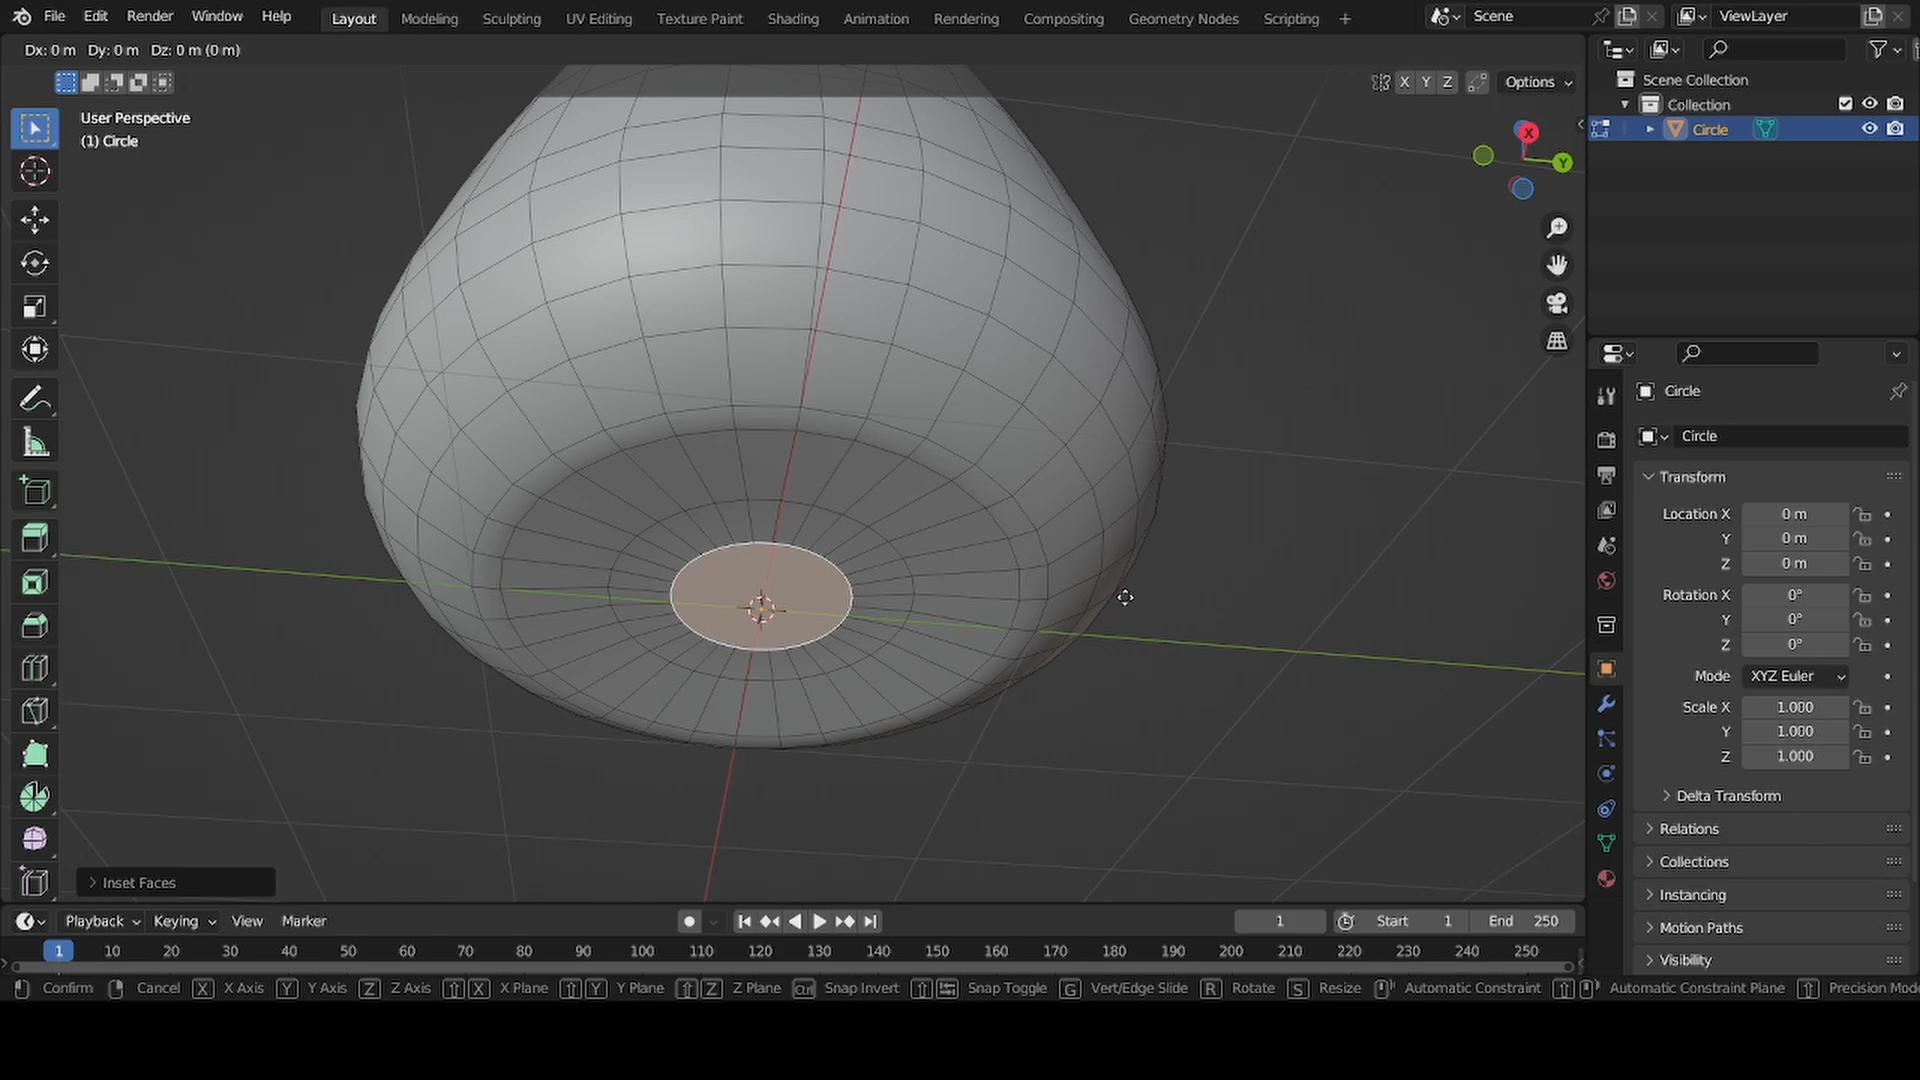 File Edit Render Window Help Layout Modeling Sculpting UV Editing Texture Paint Shading Animation Rendering Compositing Geometry Nodes Scripting + Scene ViewLayer
Dx: 0 m Dy: 0 m Dz: 0 m (0 m)
X Y Z Options
User Perspective
(1) Circle
X
Y
Scene Collection
Collection
Circle
Circle
Circle
Transform
Location X 0 m
Y 0 m
Z 0 m
Rotation X 0°
Y 0°
Z 0°
Mode XYZ Euler
Scale X 1.000
Y 1.000
Z 1.000
Delta Transform
Relations
Collections
Instancing
Motion Paths
Visibility
Inset Faces
Playback Keying View Marker 1 Start 1 End 250
1 10 20 30 40 50 60 70 80 90 100 110 120 130 140 150 160 170 180 190 200 210 220 230 240 250
Confirm Cancel X X Axis Y Y Axis Z Z Axis X X Plane Y Y Plane Z Z Plane Ctrl Snap Invert Snap Toggle G Vert/Edge Slide R Rotate S Resize Automatic Constraint Automatic Constraint Plane Precision Mode